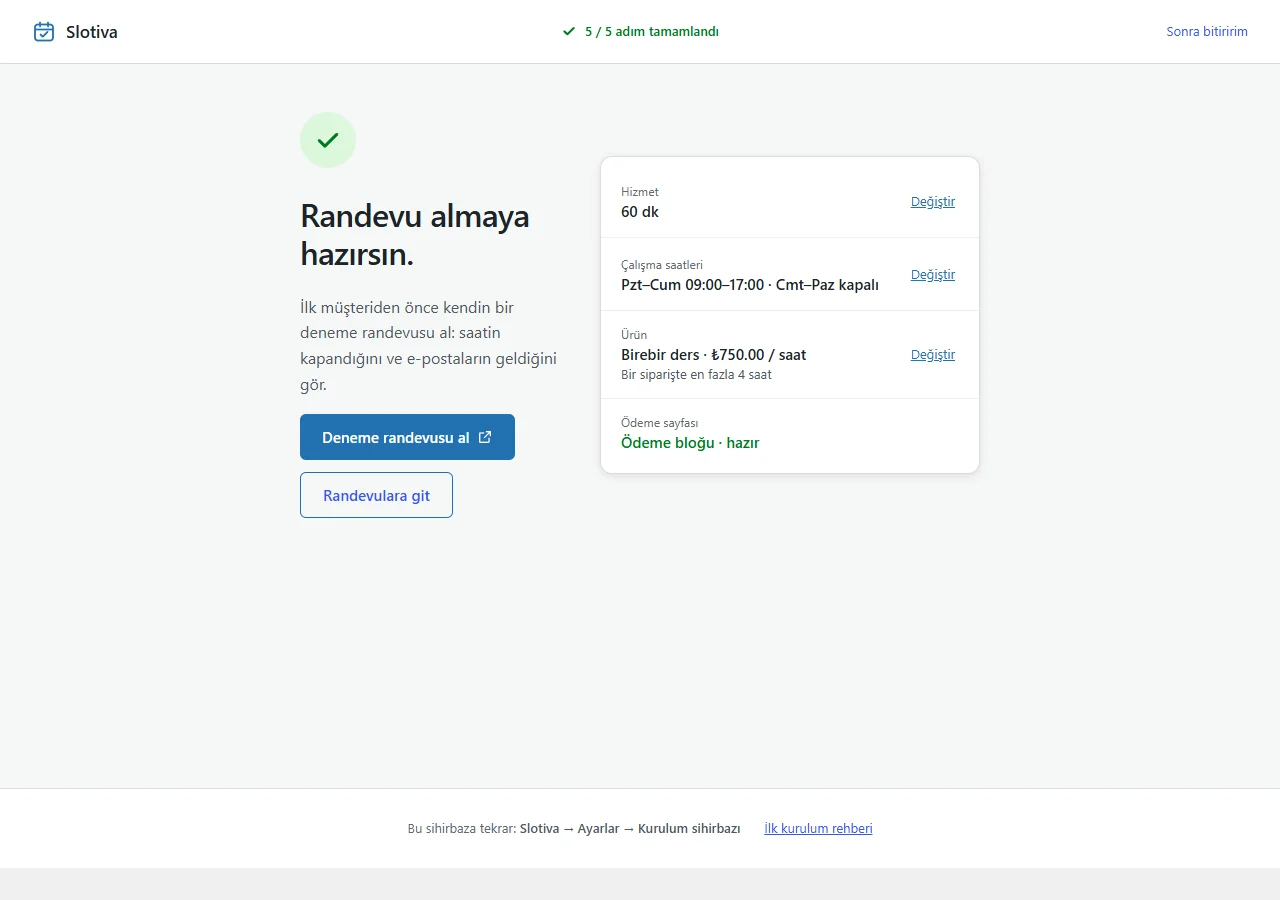 Slotiva
5 / 5 adım tamamlandı
Sonra bitiririm
Randevu almaya
hazırsın.
İlk müşteriden önce kendin bir
deneme randevusu al: saatin
kapandığını ve e-postaların geldiğini
gör.
Deneme randevusu al
Randevulara git
Hizmet
60 dk
Değiştir
Çalışma saatleri
Pzt–Cum 09:00–17:00 · Cmt–Paz kapalı
Değiştir
Ürün
Birebir ders · ₺750.00 / saat
Bir siparişte en fazla 4 saat
Değiştir
Ödeme sayfası
Ödeme bloğu · hazır
Bu sihirbaza tekrar: Slotiva → Ayarlar → Kurulum sihirbazı
İlk kurulum rehberi